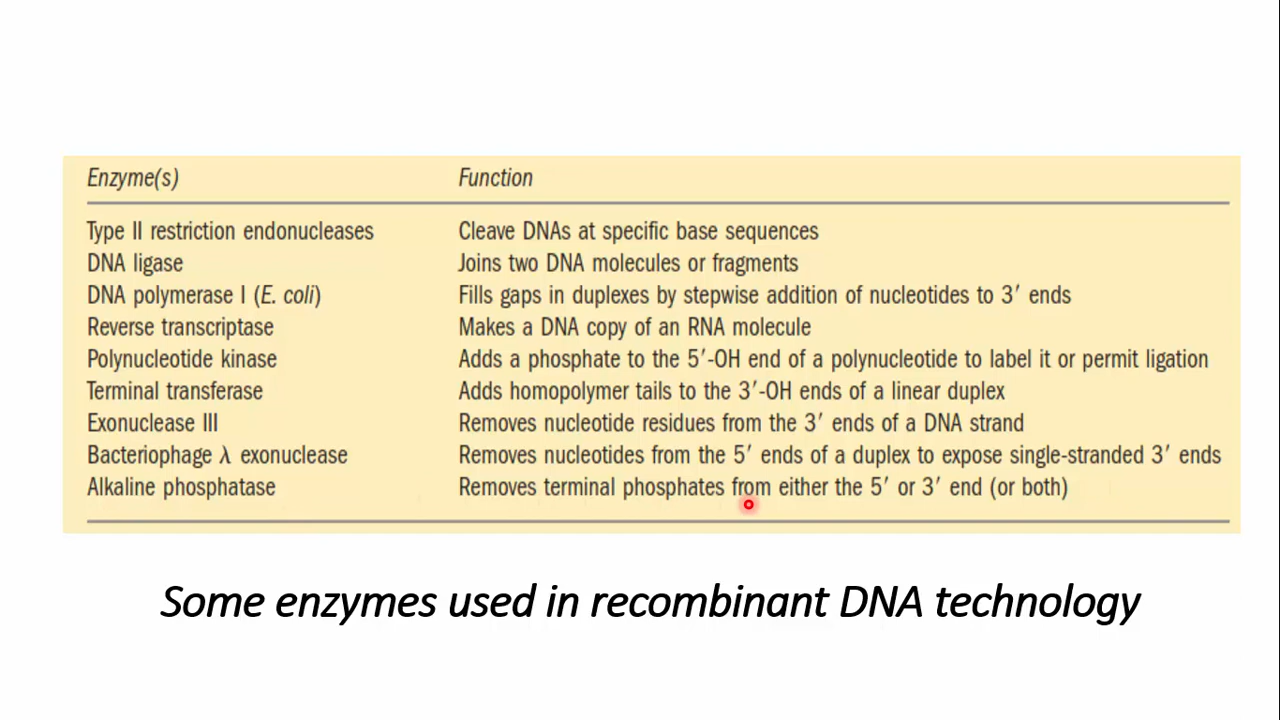 Enzyme(s) Function
Type II restriction endonucleases Cleave DNAs at specific base sequences
DNA ligase Joins two DNA molecules or fragments
DNA polymerase I (E. coli) Fills gaps in duplexes by stepwise addition of nucleotides to 3′ ends
Reverse transcriptase Makes a DNA copy of an RNA molecule
Polynucleotide kinase Adds a phosphate to the 5′-OH end of a polynucleotide to label it or permit ligation
Terminal transferase Adds homopolymer tails to the 3′-OH ends of a linear duplex
Exonuclease III Removes nucleotide residues from the 3′ ends of a DNA strand
Bacteriophage λ exonuclease Removes nucleotides from the 5′ ends of a duplex to expose single-stranded 3′ ends
Alkaline phosphatase Removes terminal phosphates from either the 5′ or 3′ end (or both)
Some enzymes used in recombinant DNA technology